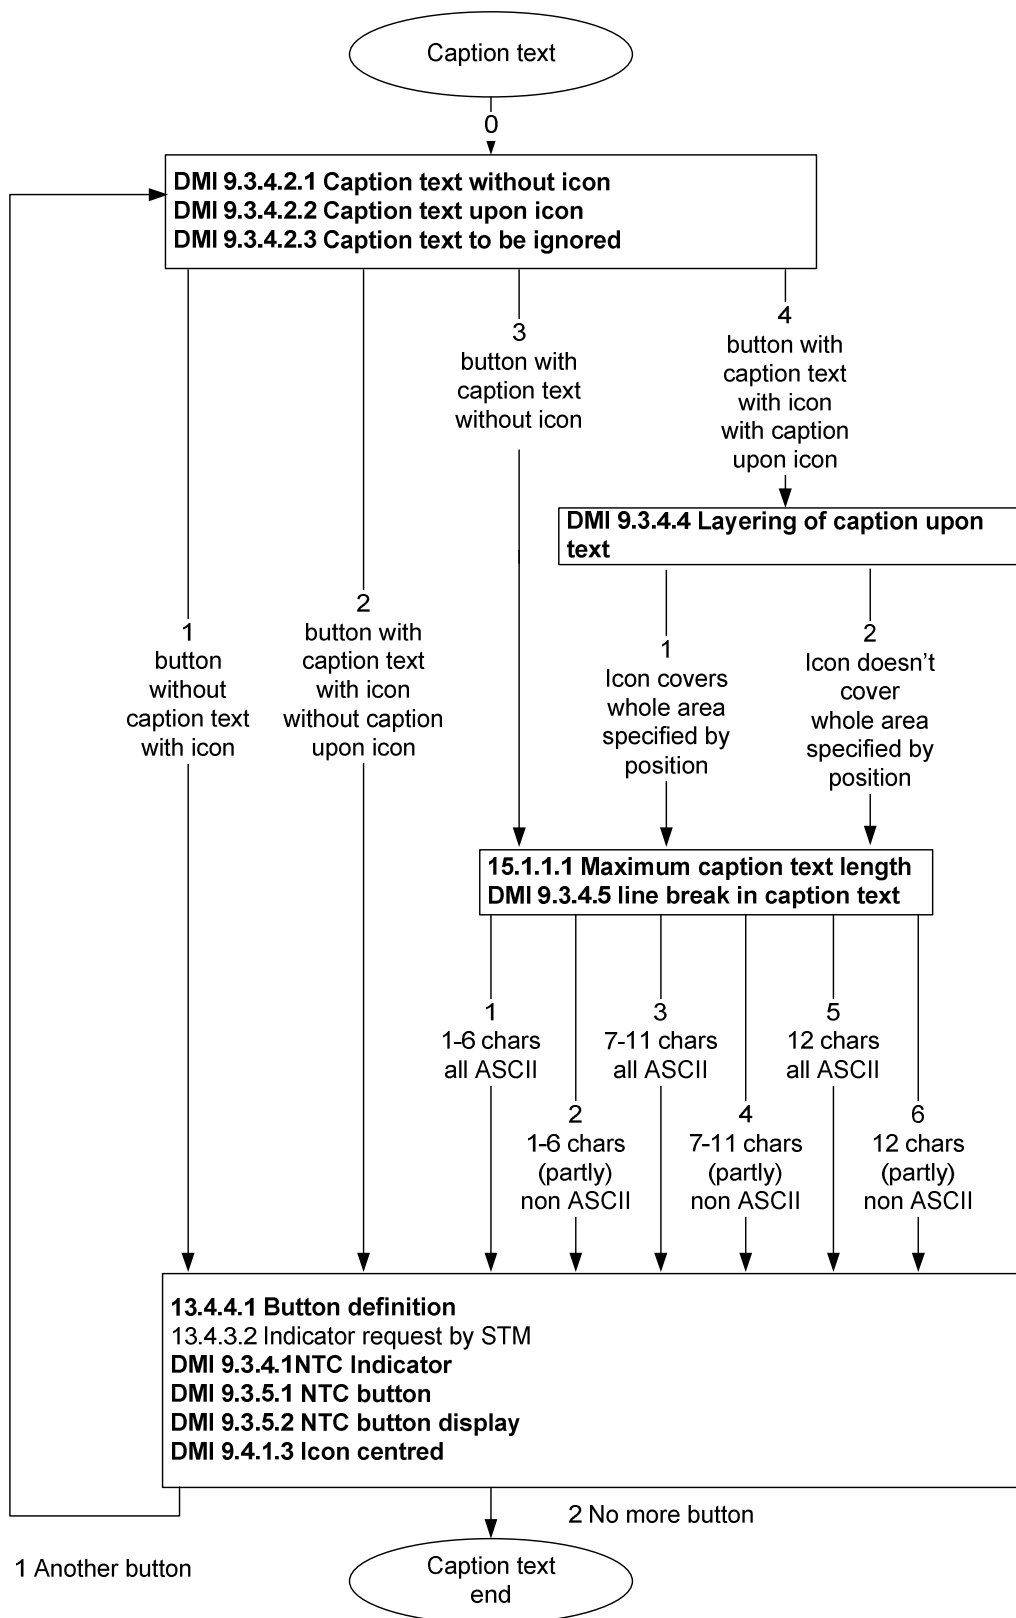 Caption text
0
DMI 9.3.4.2.1 Caption text without icon
DMI 9.3.4.2.2 Caption text upon icon
DMI 9.3.4.2.3 Caption text to be ignored
1
button
without
caption text
with icon
2
button with
caption text
with icon
without caption
upon icon
3
button with
caption text
without icon
4
button with
caption text
with icon
with caption
upon icon
DMI 9.3.4.4 Layering of caption upon
text
1
Icon covers
whole area
specified by
position
2
Icon doesn't
cover
whole area
specified by
position
15.1.1.1 Maximum caption text length
DMI 9.3.4.5 line break in caption text
1
1-6 chars
all ASCII
2
1-6 chars
(partly)
non ASCII
3
7-11 chars
all ASCII
4
7-11 chars
(partly)
non ASCII
5
12 chars
all ASCII
6
12 chars
(partly)
non ASCII
13.4.4.1 Button definition
13.4.3.2 Indicator request by STM
DMI 9.3.4.1NTC Indicator
DMI 9.3.5.1 NTC button
DMI 9.3.5.2 NTC button display
DMI 9.4.1.3 Icon centred
2 No more button
1 Another button
Caption text
end